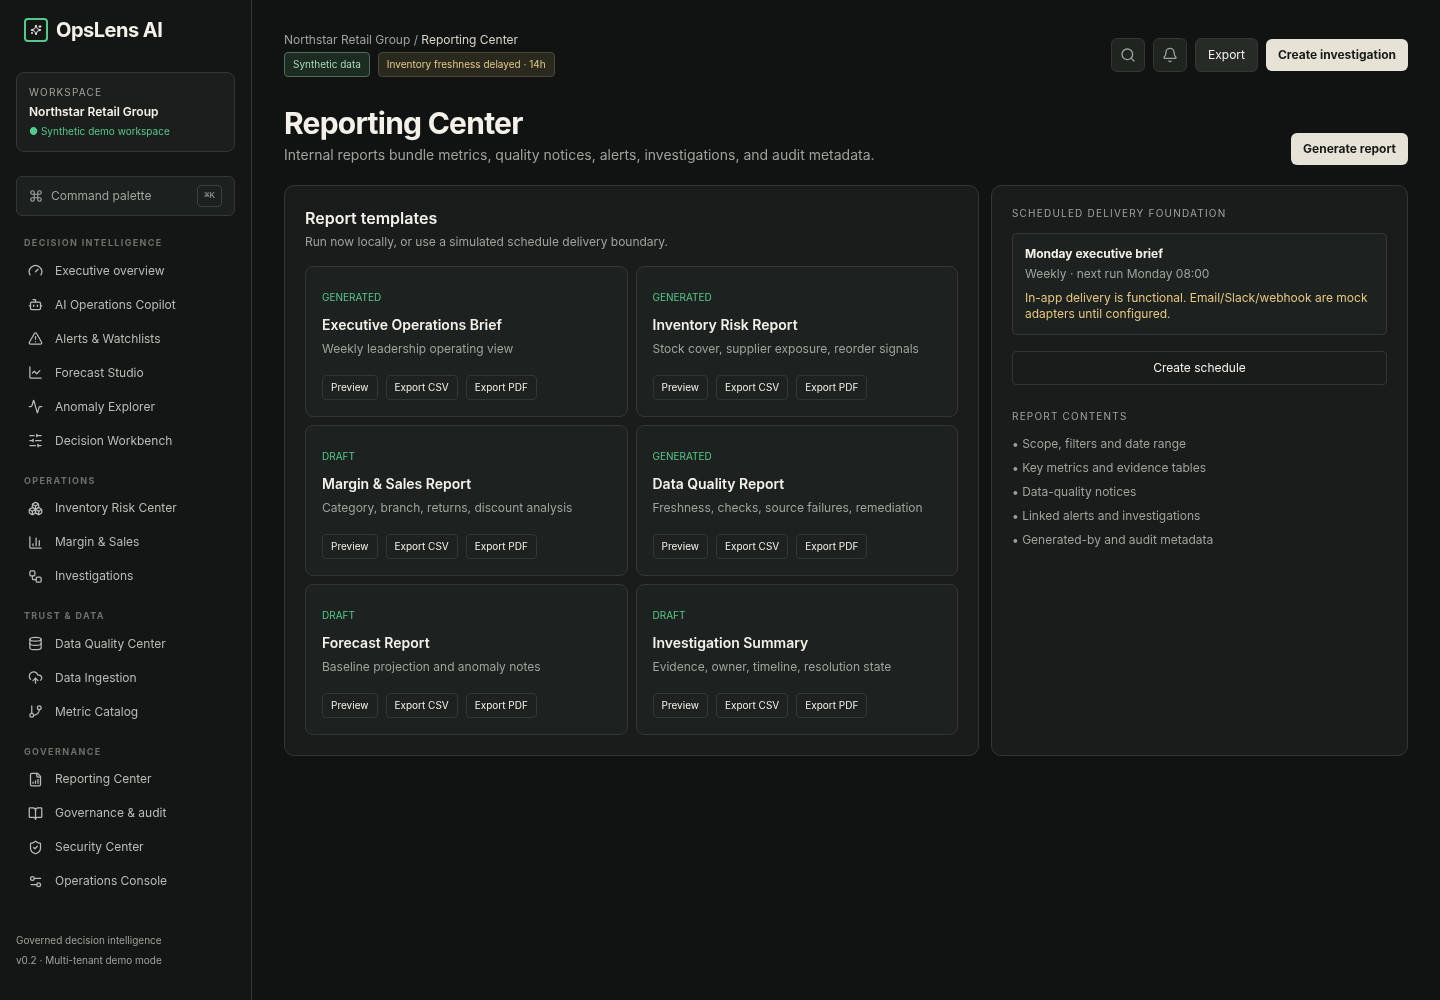 OpsLens AI
WORKSPACE
Northstar Retail Group
Synthetic demo workspace
Command palette
⌘K
DECISION INTELLIGENCE
Executive overview
AI Operations Copilot
Alerts & Watchlists
Forecast Studio
Anomaly Explorer
Decision Workbench
OPERATIONS
Inventory Risk Center
Margin & Sales
Investigations
TRUST & DATA
Data Quality Center
Data Ingestion
Metric Catalog
GOVERNANCE
Reporting Center
Governance & audit
Security Center
Operations Console
Governed decision intelligence
v0.2 · Multi-tenant demo mode
Northstar Retail Group / Reporting Center
Synthetic data
Inventory freshness delayed · 14h
Export
Create investigation
Reporting Center
Internal reports bundle metrics, quality notices, alerts, investigations, and audit metadata.
Generate report
Report templates
Run now locally, or use a simulated schedule delivery boundary.
GENERATED
Executive Operations Brief
Weekly leadership operating view
Preview
Export CSV
Export PDF
GENERATED
Inventory Risk Report
Stock cover, supplier exposure, reorder signals
Preview
Export CSV
Export PDF
DRAFT
Margin & Sales Report
Category, branch, returns, discount analysis
Preview
Export CSV
Export PDF
GENERATED
Data Quality Report
Freshness, checks, source failures, remediation
Preview
Export CSV
Export PDF
DRAFT
Forecast Report
Baseline projection and anomaly notes
Preview
Export CSV
Export PDF
DRAFT
Investigation Summary
Evidence, owner, timeline, resolution state
Preview
Export CSV
Export PDF
SCHEDULED DELIVERY FOUNDATION
Monday executive brief
Weekly · next run Monday 08:00
In-app delivery is functional. Email/Slack/webhook are mock
adapters until configured.
Create schedule
REPORT CONTENTS
• Scope, filters and date range
• Key metrics and evidence tables
• Data-quality notices
• Linked alerts and investigations
• Generated-by and audit metadata